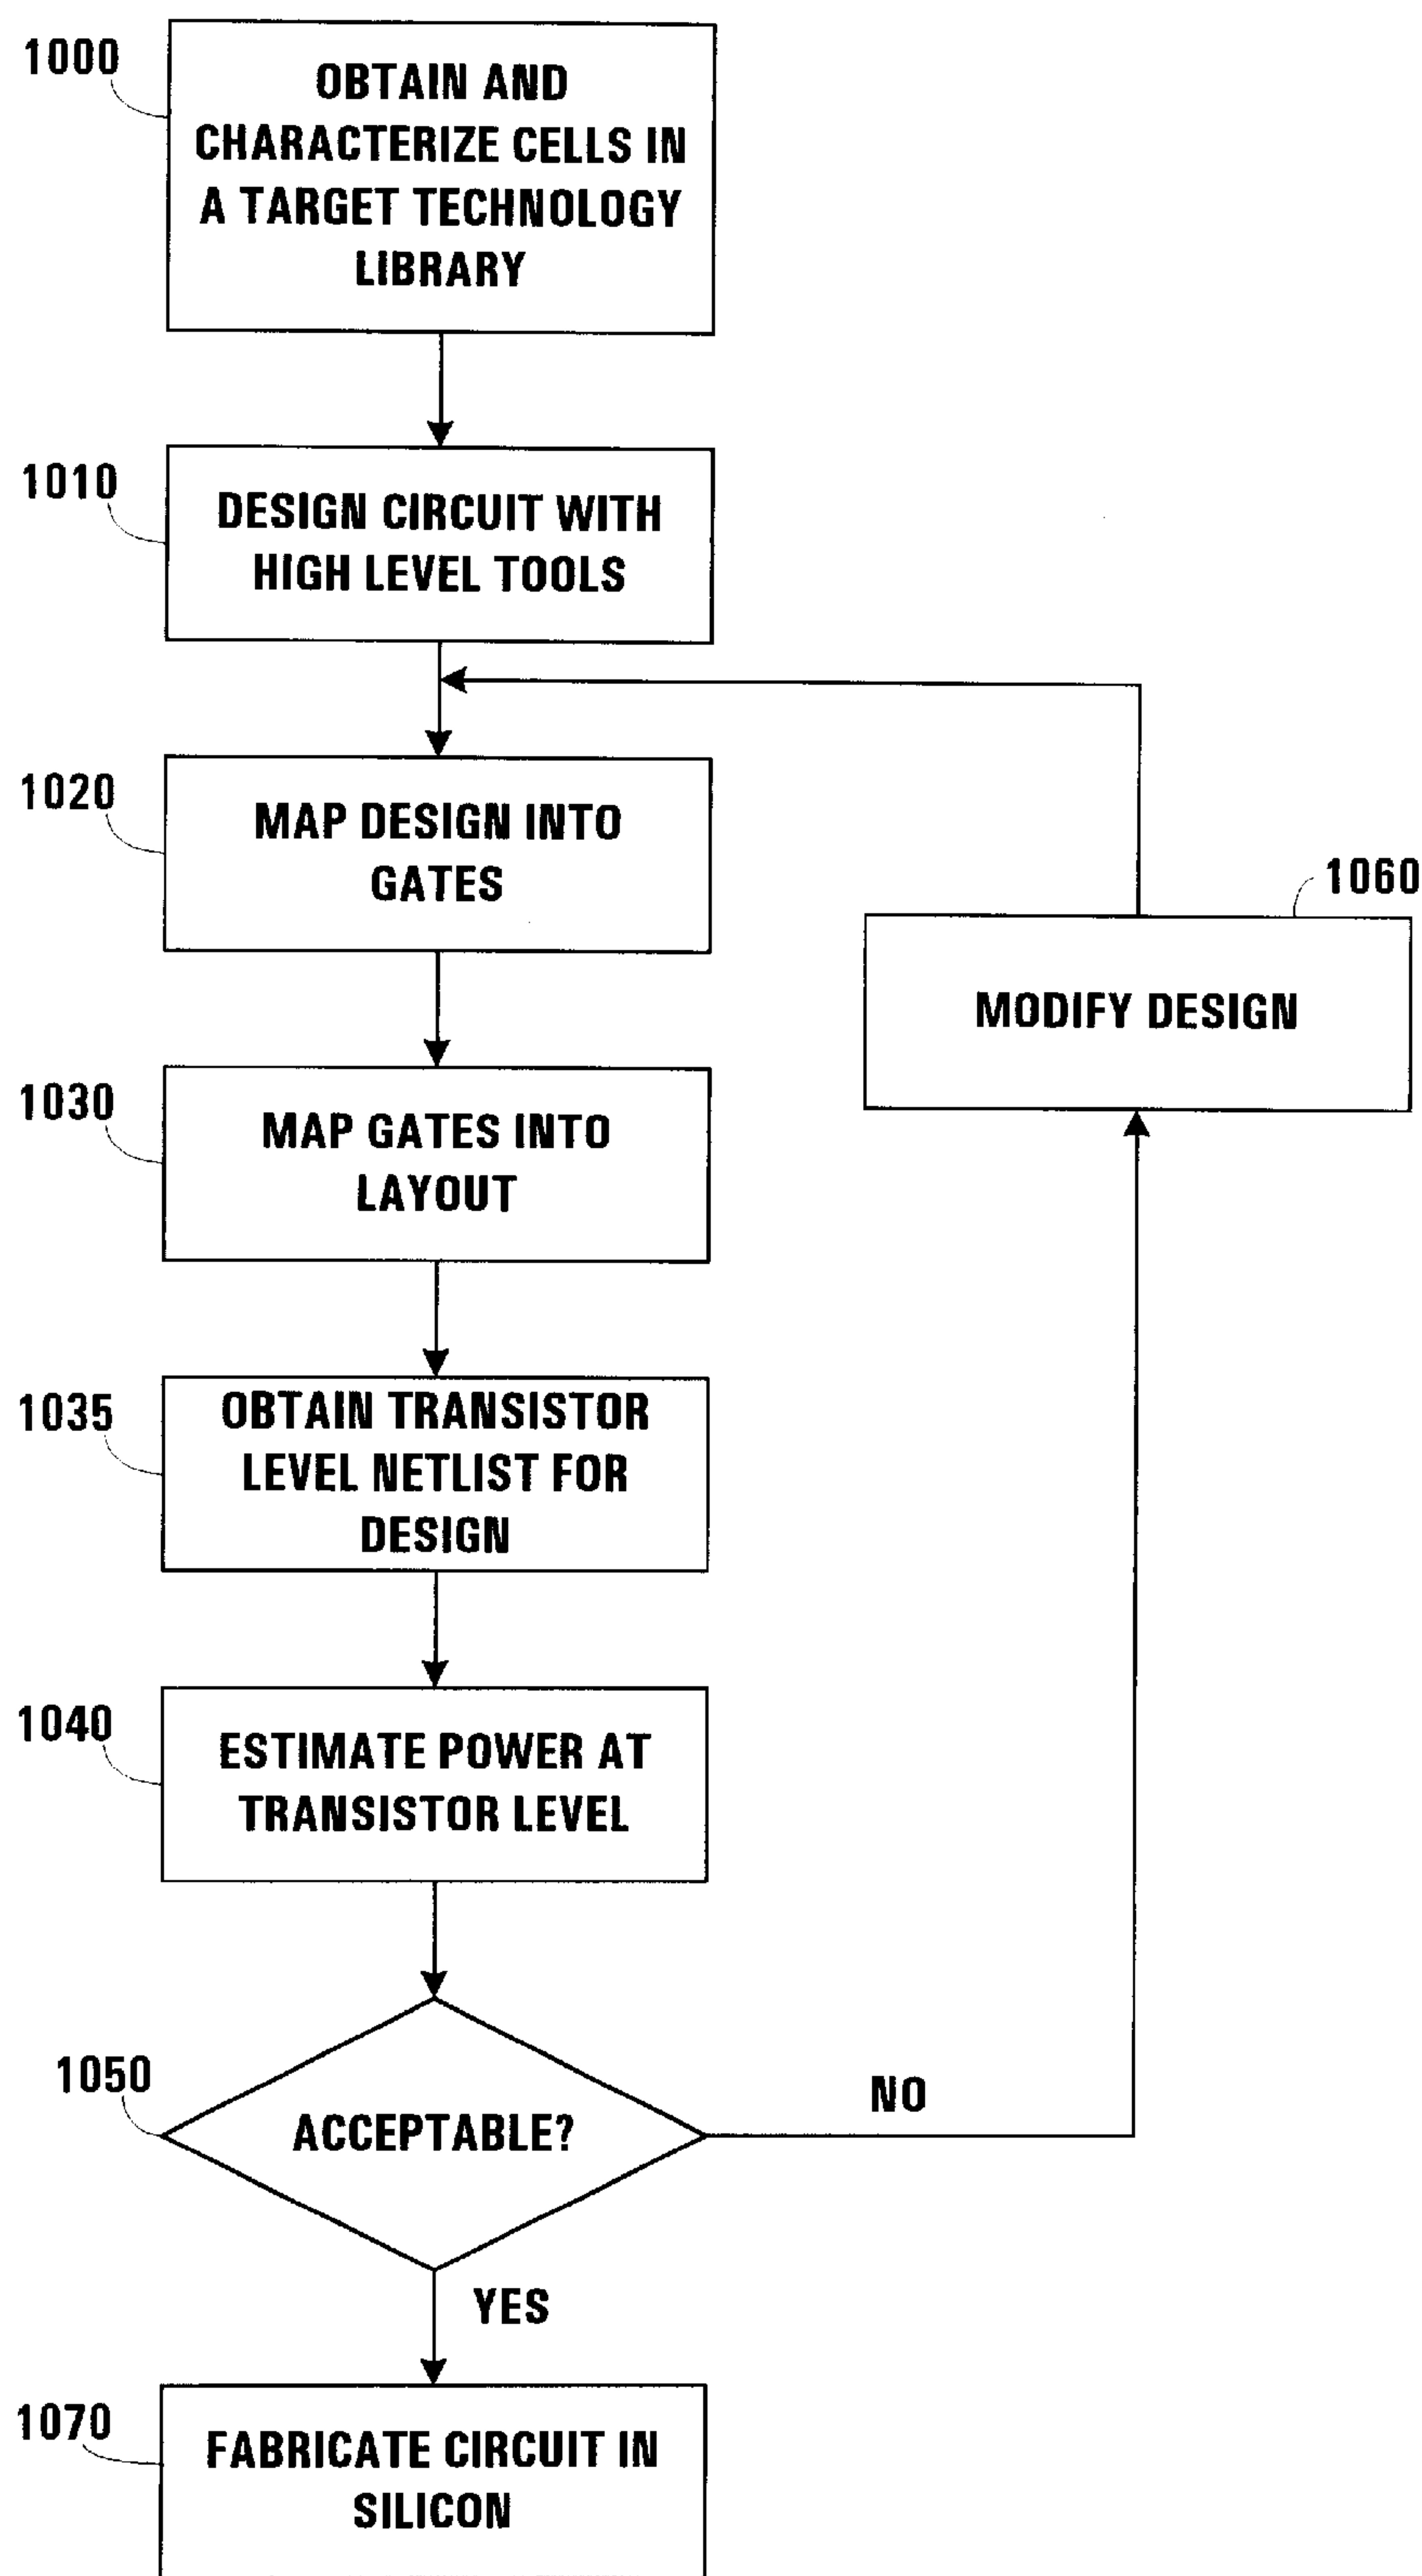 1000
OBTAIN AND
CHARACTERIZE CELLS IN
A TARGET TECHNOLOGY
LIBRARY
1010
DESIGN CIRCUIT WITH
HIGH LEVEL TOOLS
1020
MAP DESIGN INTO
GATES
1060
MODIFY DESIGN
1030
MAP GATES INTO
LAYOUT
1035
OBTAIN TRANSISTOR
LEVEL NETLIST FOR
DESIGN
1040
ESTIMATE POWER AT
TRANSISTOR LEVEL
1050
ACCEPTABLE?
NO
YES
1070
FABRICATE CIRCUIT IN
SILICON